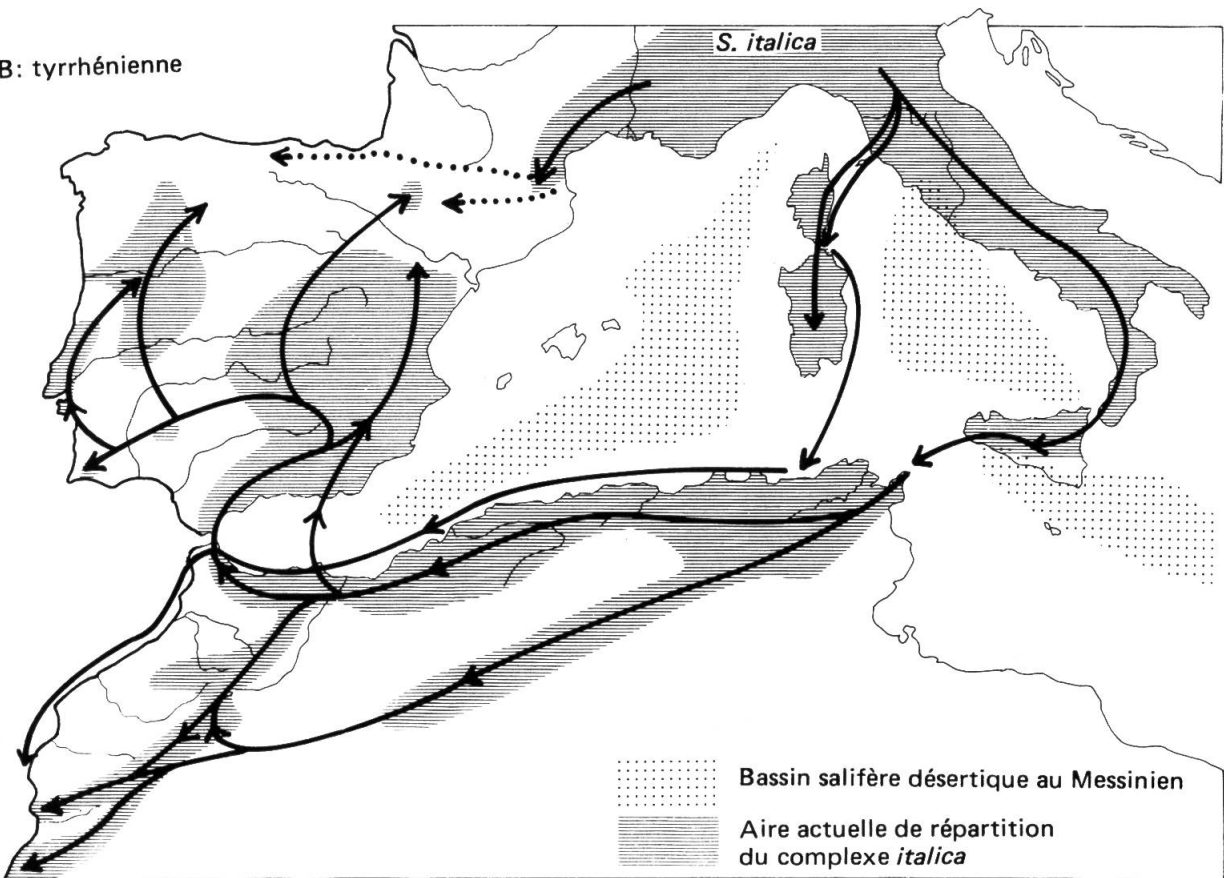 S. italica
B: tyrrhénienne
Bassin salifère désertique au Messinien
Aire actuelle de répartition
du complexe italica